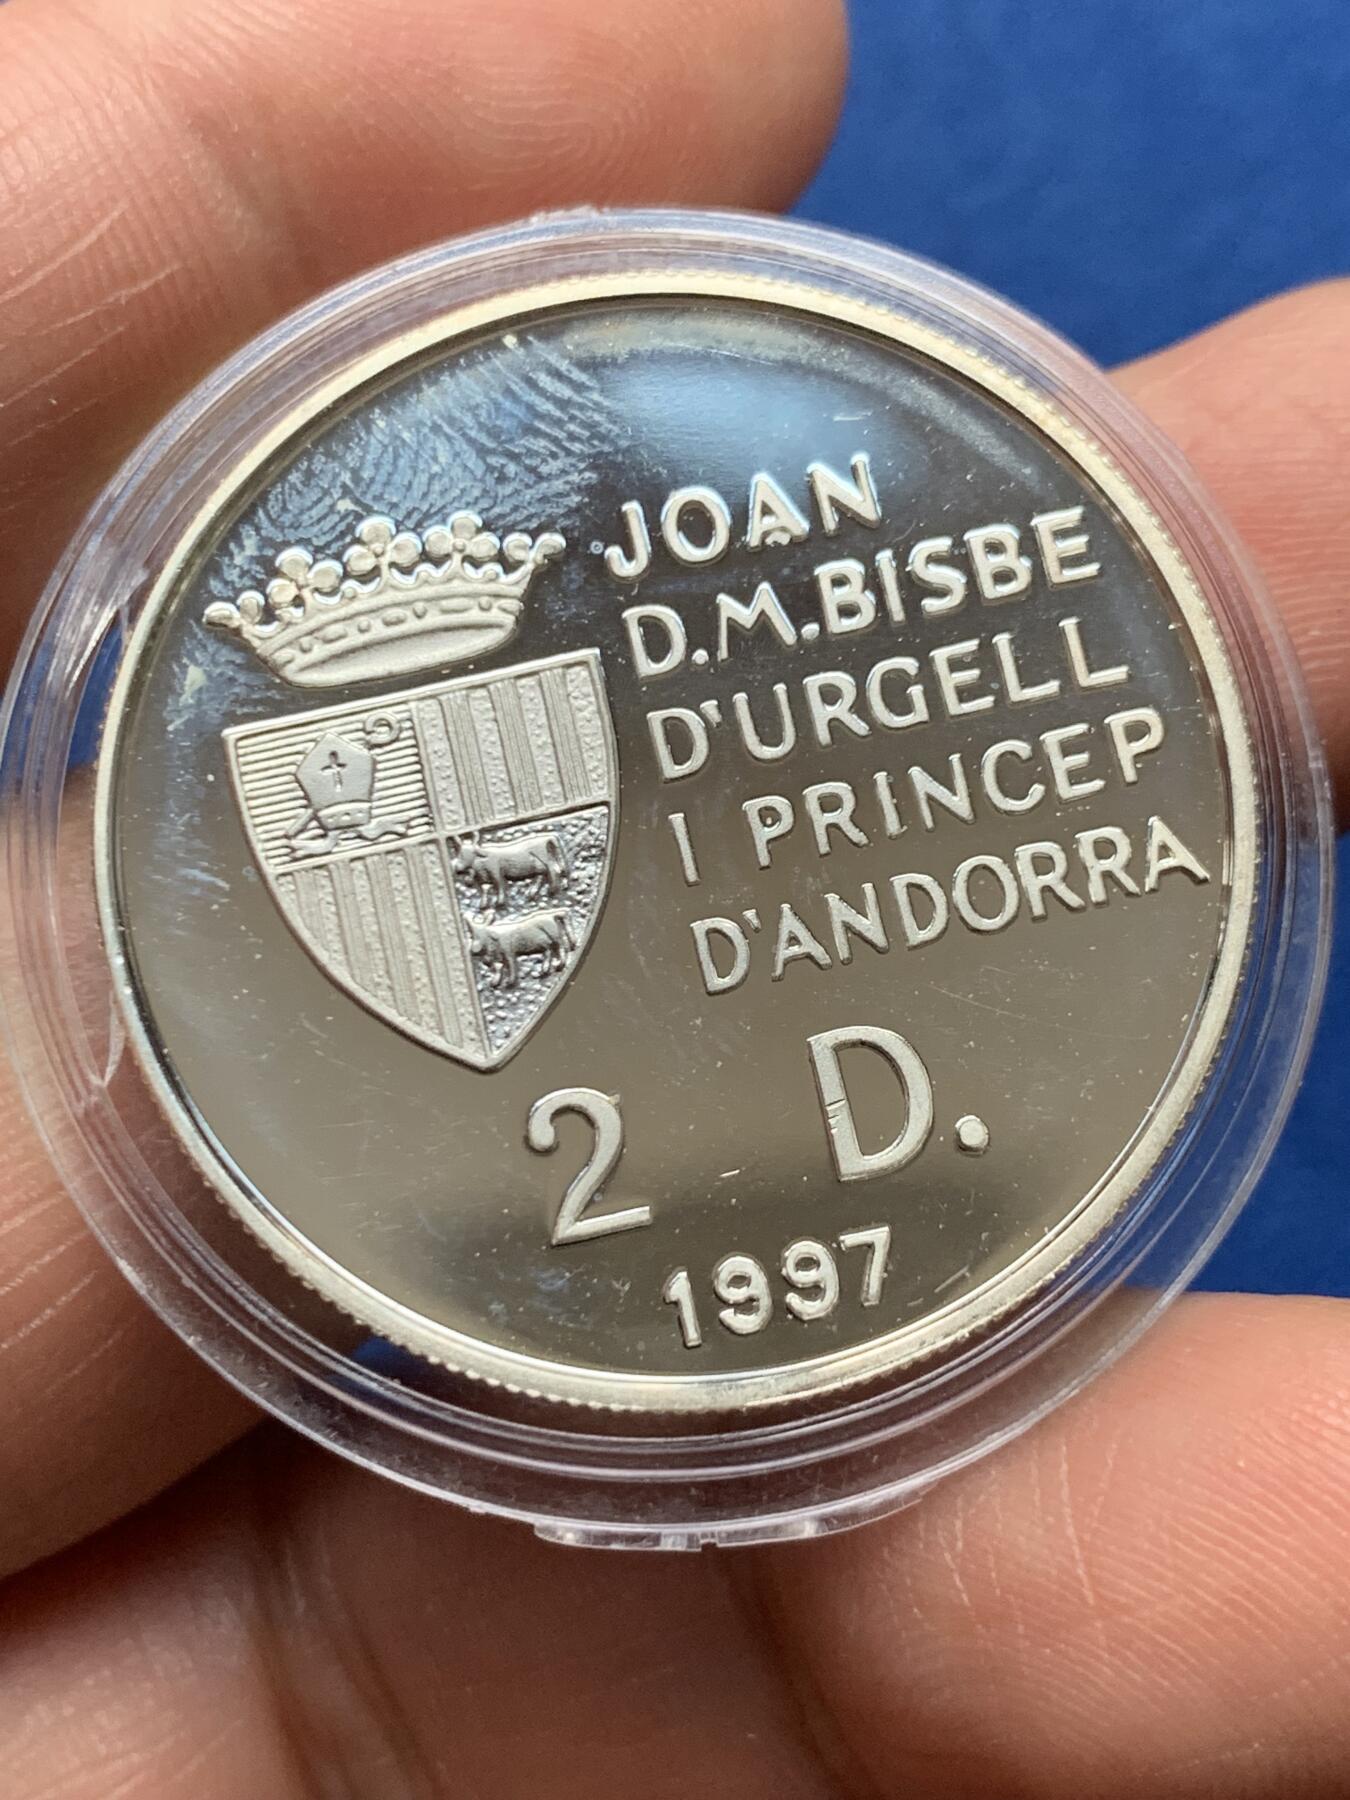 JOAN
D.M.BISBE
D'URGELL
I PRINCEP
D'ANDORRA
2 D.
1997